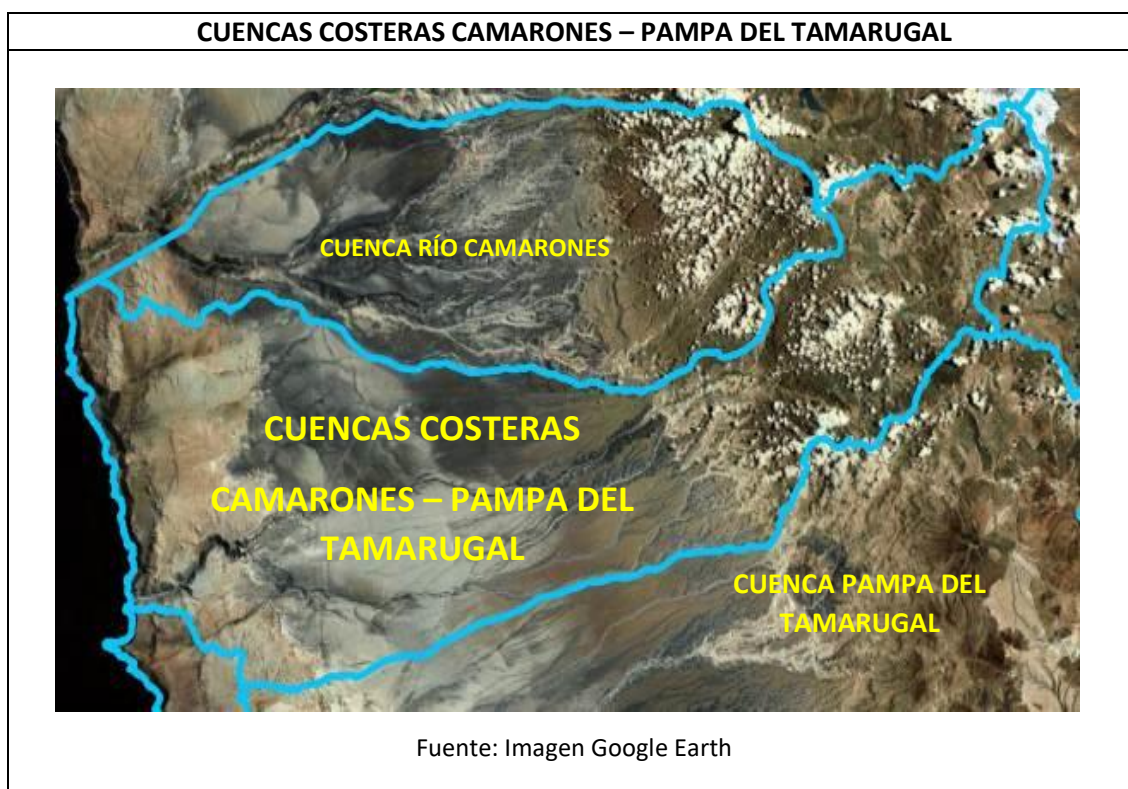 CUENCAS COSTERAS CAMARONES – PAMPA DEL TAMARUGAL
CUENCA RÍO CAMARONES
CUENCAS COSTERAS
CAMARONES – PAMPA DEL
TAMARUGAL
CUENCA PAMPA DEL
TAMARUGAL
Fuente: Imagen Google Earth